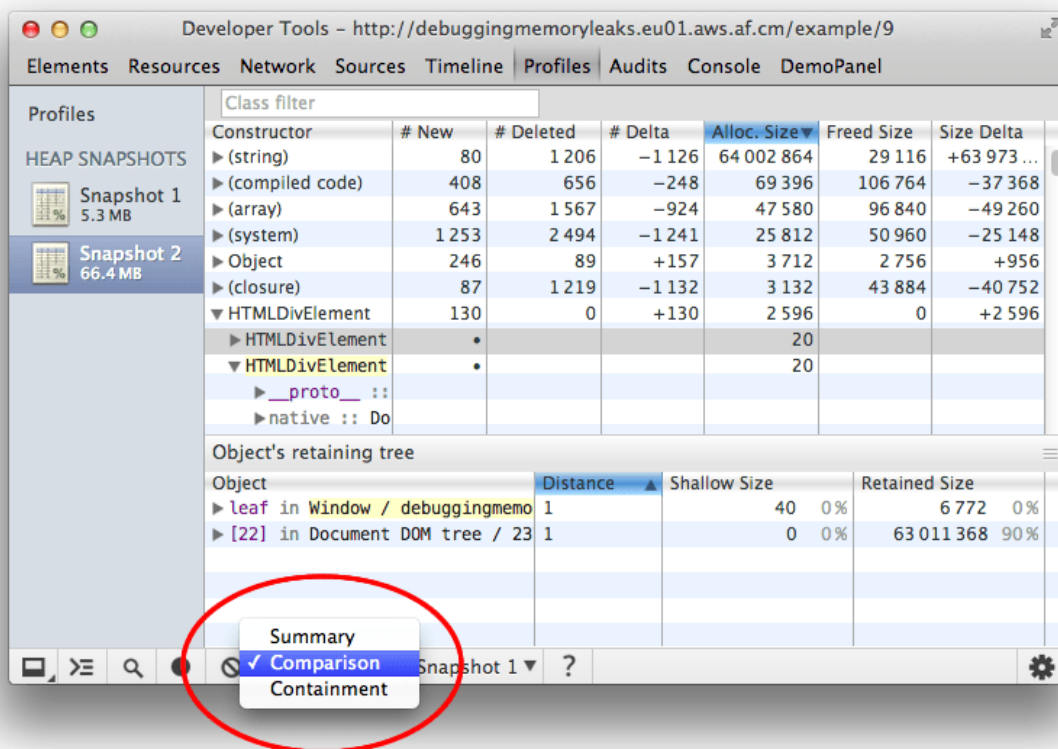 Developer Tools – http://debuggingmemoryleaks.eu01.aws.af.cm/example/9
Elements Resources Network Sources Timeline Profiles Audits Console DemoPanel
Profiles
HEAP SNAPSHOTS
Snapshot 1
5.3 MB
Snapshot 2
66.4 MB
Class filter
Constructor # New # Deleted # Delta Alloc. Size▼ Freed Size Size Delta
▶ (string) 80 1 206 −1 126 64 002 864 29 116 +63 973 ...
▶ (compiled code) 408 656 −248 69 396 106 764 −37 368
▶ (array) 643 1 567 −924 47 580 96 840 −49 260
▶ (system) 1 253 2 494 −1 241 25 812 50 960 −25 148
▶ Object 246 89 +157 3 712 2 756 +956
▶ (closure) 87 1 219 −1 132 3 132 43 884 −40 752
▼ HTMLDivElement 130 0 +130 2 596 0 +2 596
▶ HTMLDivElement • 20
▼ HTMLDivElement • 20
▶ __proto__ ::
▶ native :: Do
Object's retaining tree
Object Distance ▲ Shallow Size Retained Size
▶ leaf in Window / debuggingmemo 1 40 0% 6 772 0%
▶ [22] in Document DOM tree / 23 1 0 0% 63 011 368 90%
Summary
✓ Comparison
Containment
Snapshot 1 ▼ ?